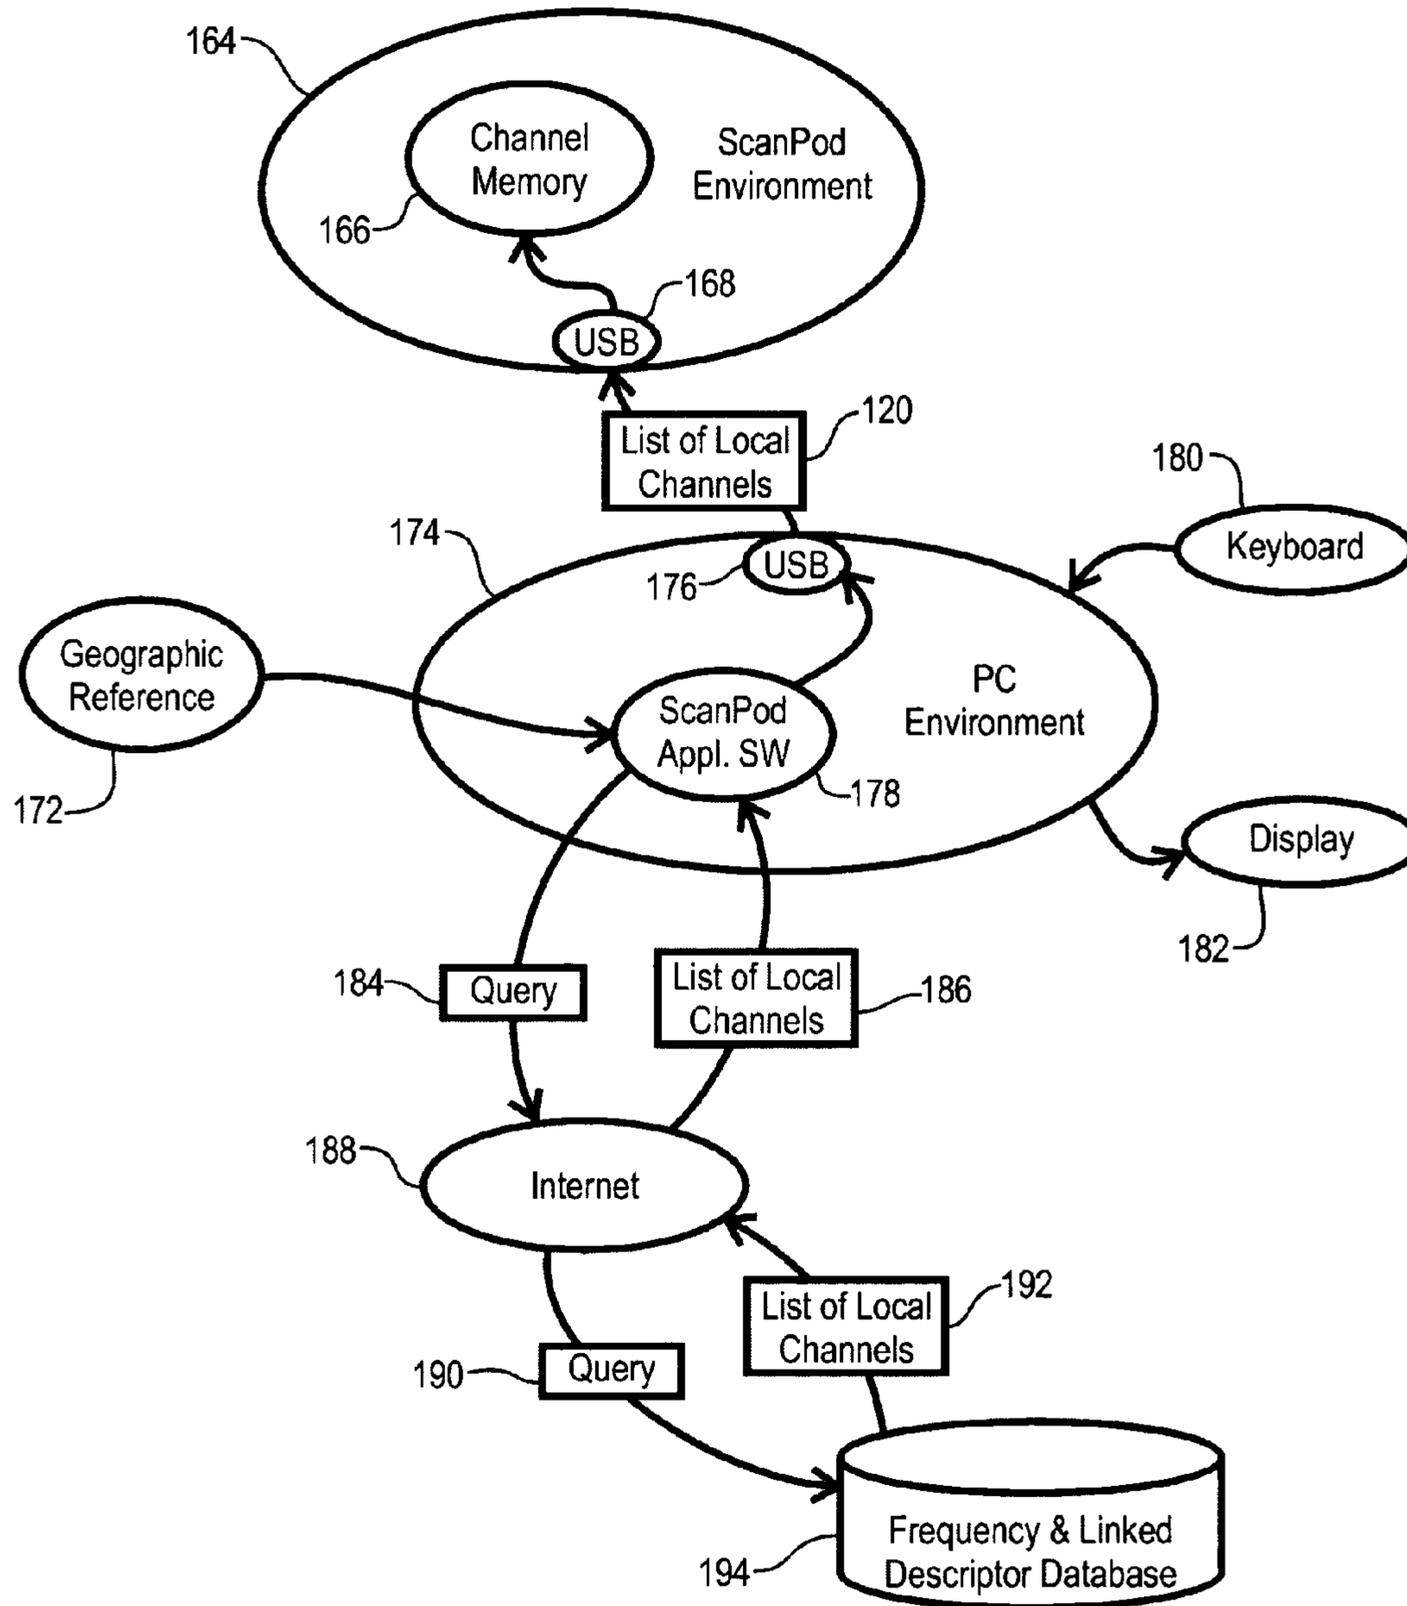 164
Channel
Memory
ScanPod
Environment
166
168
USB
120
List of Local
Channels
180
Keyboard
174
USB
176
Geographic
Reference
172
PC
Environment
ScanPod
Appl. SW
178
Display
182
184
Query
List of Local
Channels
186
188
Internet
192
List of Local
Channels
190
Query
Frequency & Linked
Descriptor Database
194